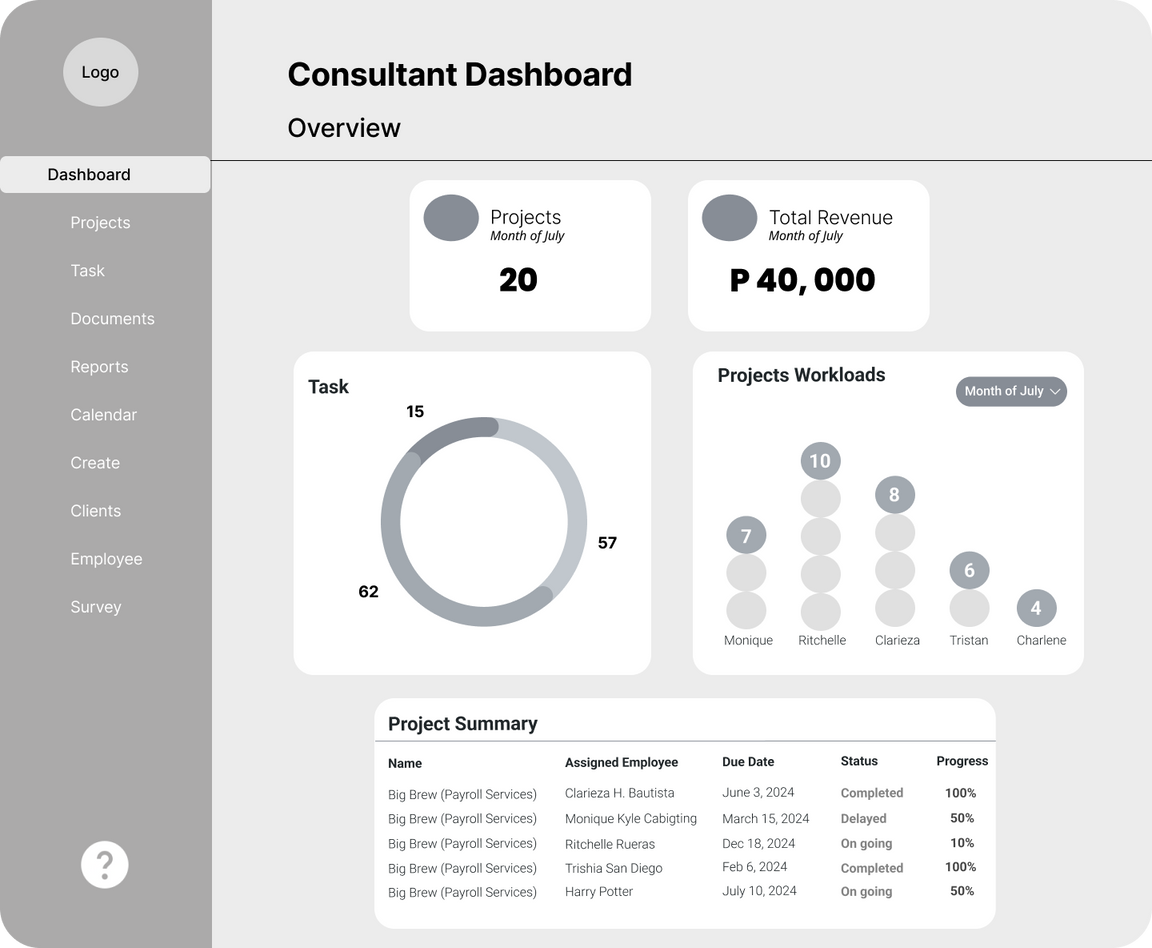 Logo
Consultant Dashboard
Overview
Dashboard
Projects
Task
Documents
Reports
Calendar
Create
Clients
Employee
Survey
?
Projects
Month of July
20
Total Revenue
Month of July
P 40, 000
Task
15
57
62
Projects Workloads
Month of July
7
10
8
6
4
Monique Ritchelle Clarieza Tristan Charlene
Project Summary
Name Assigned Employee Due Date Status Progress
Big Brew (Payroll Services) Clarieza H. Bautista June 3, 2024 Completed 100%
Big Brew (Payroll Services) Monique Kyle Cabigting March 15, 2024 Delayed 50%
Big Brew (Payroll Services) Ritchelle Rueras Dec 18, 2024 On going 10%
Big Brew (Payroll Services) Trishia San Diego Feb 6, 2024 Completed 100%
Big Brew (Payroll Services) Harry Potter July 10, 2024 On going 50%